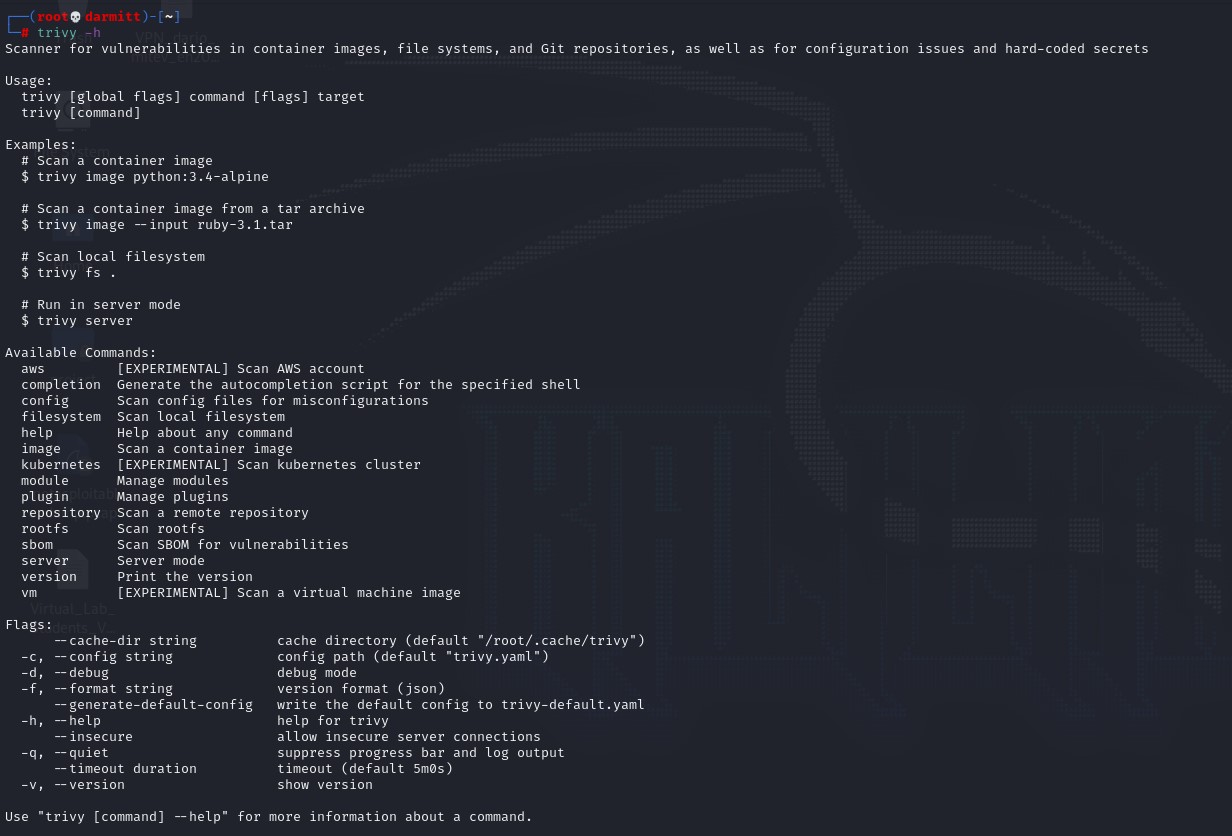 ┌──(root💀darmitt)-[~]
└─# trivy -h
Scanner for vulnerabilities in container images, file systems, and Git repositories, as well as for configuration issues and hard-coded secrets

Usage:
  trivy [global flags] command [flags] target
  trivy [command]

Examples:
  # Scan a container image
  $ trivy image python:3.4-alpine

  # Scan a container image from a tar archive
  $ trivy image --input ruby-3.1.tar

  # Scan local filesystem
  $ trivy fs .

  # Run in server mode
  $ trivy server

Available Commands:
  aws         [EXPERIMENTAL] Scan AWS account
  completion  Generate the autocompletion script for the specified shell
  config      Scan config files for misconfigurations
  filesystem  Scan local filesystem
  help        Help about any command
  image       Scan a container image
  kubernetes  [EXPERIMENTAL] Scan kubernetes cluster
  module      Manage modules
  plugin      Manage plugins
  repository  Scan a remote repository
  rootfs      Scan rootfs
  sbom        Scan SBOM for vulnerabilities
  server      Server mode
  version     Print the version
  vm          [EXPERIMENTAL] Scan a virtual machine image

Flags:
      --cache-dir string          cache directory (default "/root/.cache/trivy")
  -c, --config string             config path (default "trivy.yaml")
  -d, --debug                     debug mode
  -f, --format string             version format (json)
      --generate-default-config   write the default config to trivy-default.yaml
  -h, --help                      help for trivy
      --insecure                  allow insecure server connections
  -q, --quiet                     suppress progress bar and log output
      --timeout duration          timeout (default 5m0s)
  -v, --version                   show version

Use "trivy [command] --help" for more information about a command.